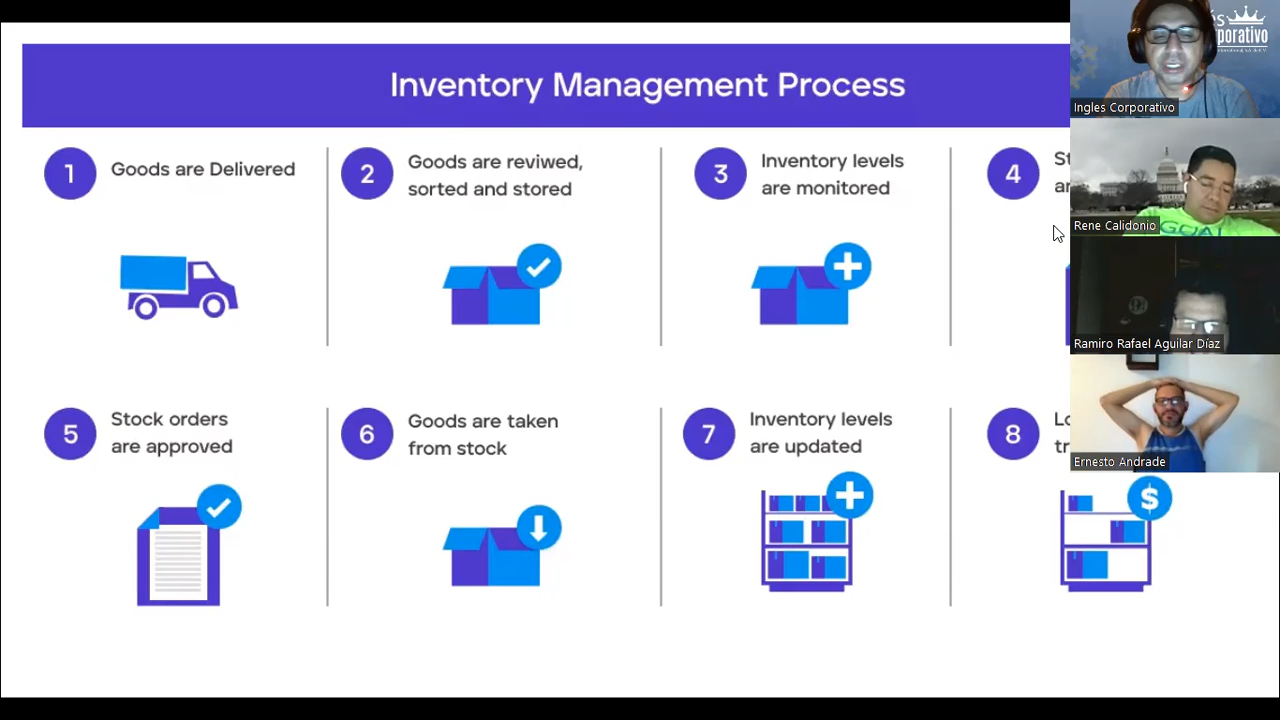 Inventory Management Process
1
Goods are Delivered
2
Goods are reviwed,
sorted and stored
3
Inventory levels
are monitored
4
5
Stock orders
are approved
6
Goods are taken
from stock
7
Inventory levels
are updated
8
$
Ingles Corporativo
Rene Calidonio
GOAL
Ramiro Rafael Aguilar Díaz
Ernesto Andrade